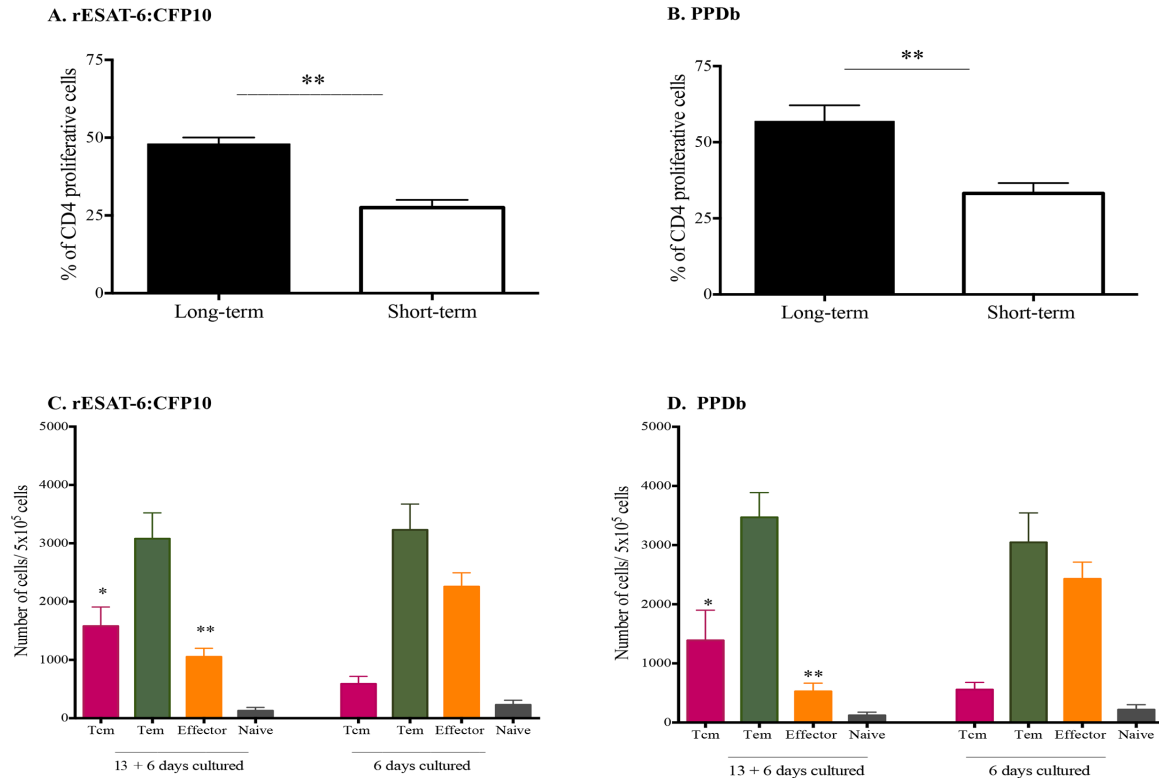 A. rESAT-6:CFP10
% of CD4 proliferative cells
75
50
25
0
**
Long-term
Short-term
B. PPDb
% of CD4 proliferative cells
75
50
25
0
**
Long-term
Short-term
C. rESAT-6:CFP10
Number of cells/ 5x10⁵ cells
5000
4000
3000
2000
1000
0
*
**
Tcm Tem Effector Naive Tcm Tem Effector Naive
13 + 6 days cultured
6 days cultured
D. PPDb
Number of cells/ 5x10⁵ cells
5000
4000
3000
2000
1000
0
*
**
Tcm Tem Effector Naive Tcm Tem Effector Naive
13 + 6 days cultured
6 days cultured